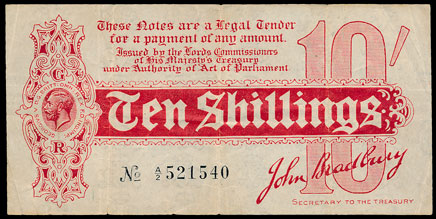 These Notes are a Legal Tender
for a payment of any amount.
Issued by the Lords Commissioners
of His Majesty's Treasury
under Authority of Act of Parliament.
10/-
G
R
Ten Shillings
No A/2 521540
John Bradbury
10/-
SECRETARY TO THE TREASURY